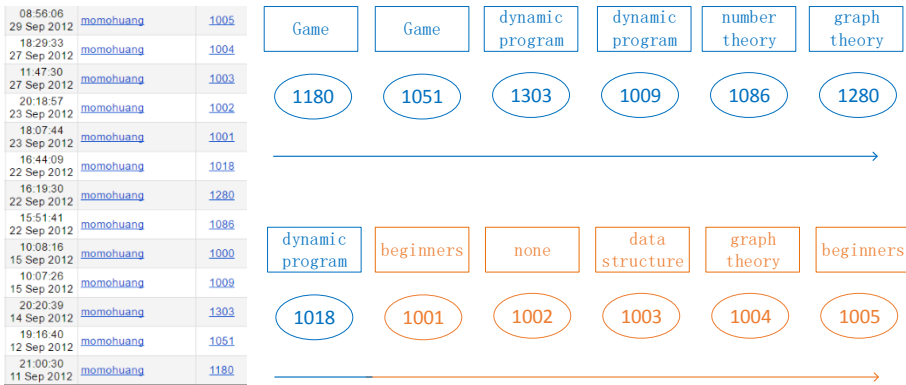 08:56:06
29 Sep 2012 momohuang 1005
18:29:33
27 Sep 2012 momohuang 1004
11:47:30
27 Sep 2012 momohuang 1003
20:18:57
23 Sep 2012 momohuang 1002
18:07:44
23 Sep 2012 momohuang 1001
16:44:09
22 Sep 2012 momohuang 1018
16:19:30
22 Sep 2012 momohuang 1280
15:51:41
22 Sep 2012 momohuang 1086
10:08:16
15 Sep 2012 momohuang 1000
10:07:26
15 Sep 2012 momohuang 1009
20:20:39
14 Sep 2012 momohuang 1303
19:16:40
12 Sep 2012 momohuang 1051
21:00:30
11 Sep 2012 momohuang 1180
Game
Game
dynamic
program
dynamic
program
number
theory
graph
theory
1180 1051 1303 1009 1086 1280
dynamic
program
beginners
none
data
structure
graph
theory
beginners
1018 1001 1002 1003 1004 1005